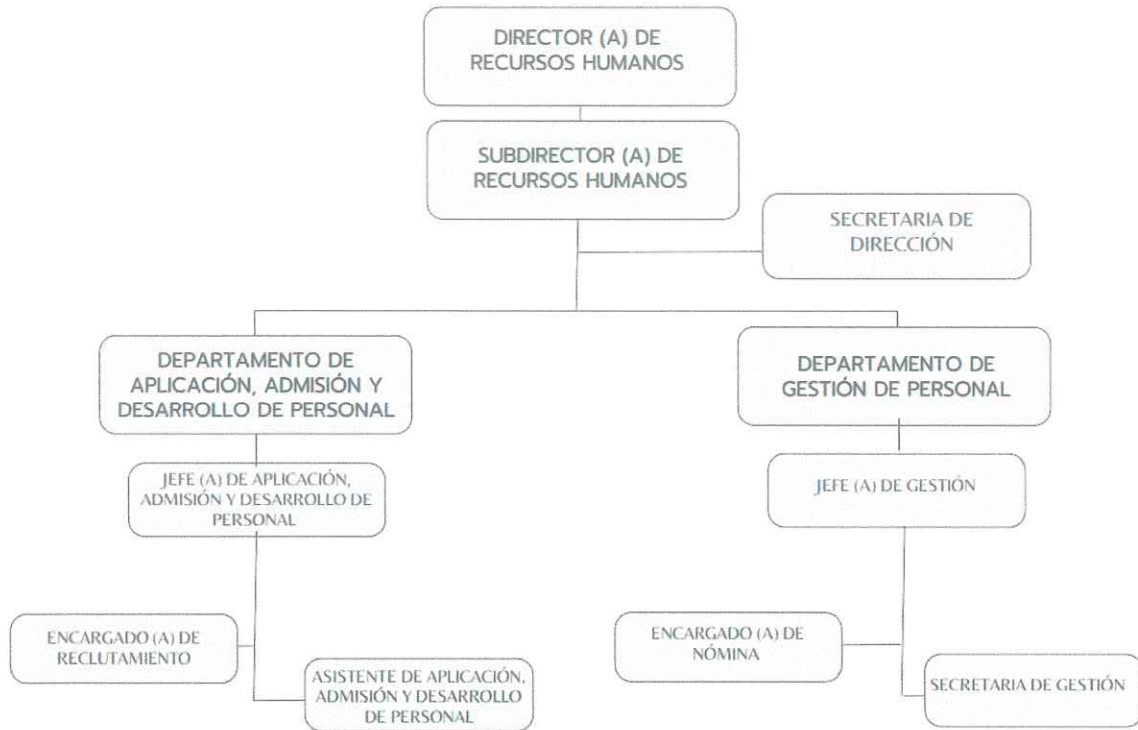 DIRECTOR (A) DE
RECURSOS HUMANOS
SUBDIRECTOR (A) DE
RECURSOS HUMANOS
SECRETARIA DE
DIRECCIÓN
DEPARTAMENTO DE
APLICACIÓN, ADMISIÓN Y
DESARROLLO DE PERSONAL
DEPARTAMENTO DE
GESTIÓN DE PERSONAL
JEFE (A) DE APLICACIÓN,
ADMISIÓN Y DESARROLLO DE
PERSONAL
JEFE (A) DE GESTIÓN
ENCARGADO (A) DE
RECLUTAMIENTO
ASISTENTE DE APLICACIÓN,
ADMISIÓN Y DESARROLLO
DE PERSONAL
ENCARGADO (A) DE
NÓMINA
SECRETARIA DE GESTIÓN